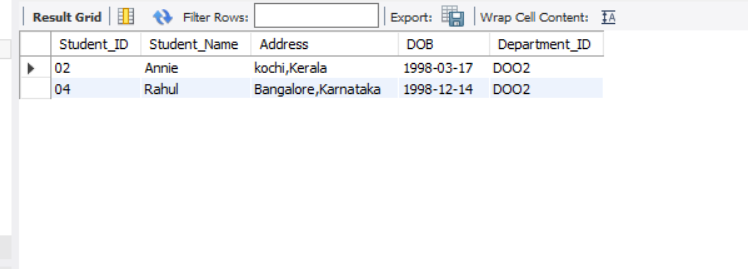 Result Grid Filter Rows: Export: Wrap Cell Content: IA
Student_ID Student_Name Address DOB Department_ID
02 Annie kochi,Kerala 1998-03-17 DOO2
04 Rahul Bangalore,Karnataka 1998-12-14 DOO2